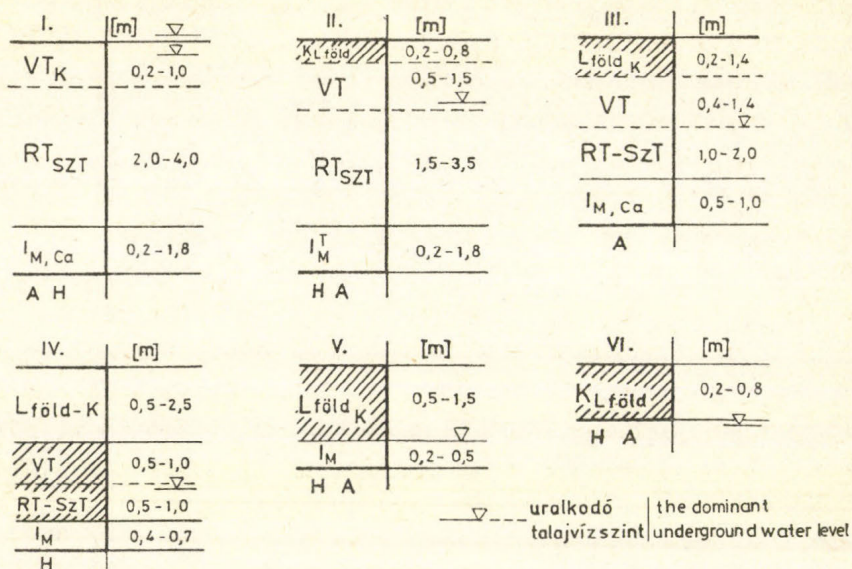 I. [m]
VT_K 0,2-1,0
RT_SZT 2,0-4,0
I_M, Ca 0,2-1,8
A H
II. [m]
K_L föld 0,2-0,8
VT 0,5-1,5
RT_SZT 1,5-3,5
I_M^T 0,2-1,8
H A
III. [m]
L_föld K 0,2-1,4
VT 0,4-1,4
RT-SzT 1,0-2,0
I_M, Ca 0,5-1,0
A
IV. [m]
L_föld-K 0,5-2,5
VT 0,5-1,0
RT-SzT 0,5-1,0
I_M 0,4-0,7
H
V. [m]
L_föld K 0,5-1,5
I_M 0,2-0,5
H A
VI. [m]
K_L föld 0,2-0,8
H A
uralkodó | the dominant
talajvízszint | underground water level